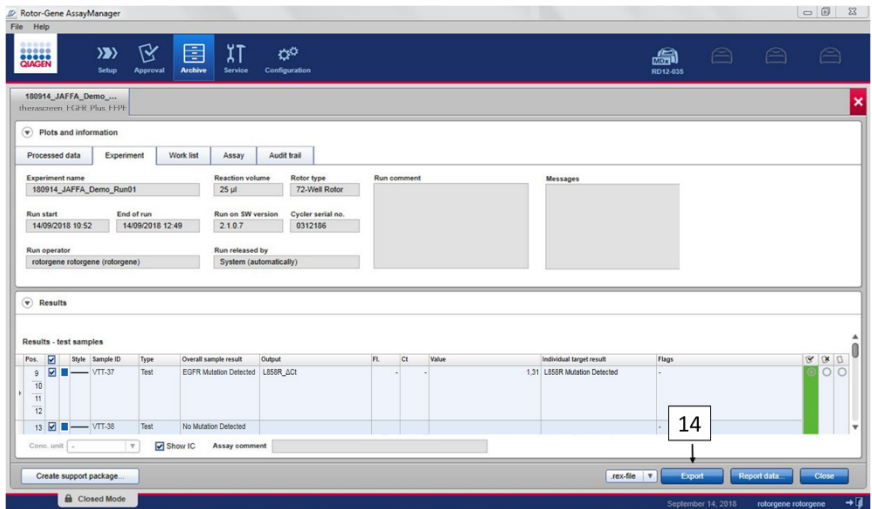 Rotor-Gene AssayManager
File Help
QIAGEN
Setup Approval Archive Service Configuration
MDx
RD12-035
180914_JAFFA_Demo_...
therascreen EGFR Plus FFPE
Plots and information
Processed data Experiment Work list Assay Audit trail
Experiment name Reaction volume Rotor type Run comment Messages
180914_JAFFA_Demo_Run01 25 µl 72-Well Rotor
Run start End of run Run on SW version Cycler serial no.
14/09/2018 10:52 14/09/2018 12:49 2.1.0.7 0312186
Run operator Run released by
rotorgene rotorgene (rotorgene) System (automatically)
Results
Results - test samples
Pos. Style Sample ID Type Overall sample result Output Fl. Ct Value Individual target result Flags
9 VTT-37 Test EGFR Mutation Detected L858R_ΔCt - - 1,31 L858R Mutation Detected -
10
11
12
13 VTT-38 Test No Mutation Detected -
Conc. unit - Show IC Assay comment
14
Create support package... .rex-file Export Report data... Close
Closed Mode
September 14, 2018 rotorgene rotorgene